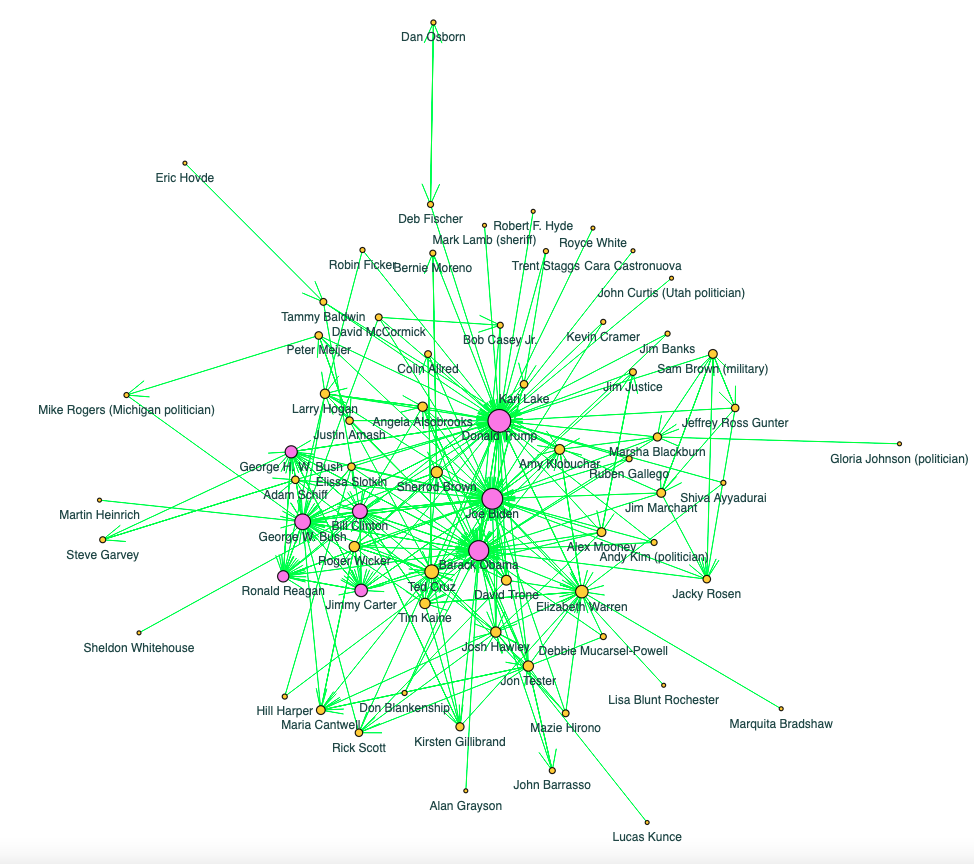 Dan Osborn
Eric Hovde
Deb Fischer
Robert F. Hyde
Mark Lamb (sheriff)
Royce White
Robin Ficker
Bernie Moreno
Trent Staggs
Cara Castronuova
John Curtis (Utah politician)
Tammy Baldwin
David McCormick
Kevin Cramer
Bob Casey Jr.
Peter Meijer
Jim Banks
Colin Allred
Sam Brown (military)
Jim Justice
Kari Lake
Mike Rogers (Michigan politician)
Larry Hogan
Angela Alsobrooks
Jeffrey Ross Gunter
Justin Amash
Donald Trump
Marsha Blackburn
Gloria Johnson (politician)
George H. W. Bush
Amy Klobuchar
Ruben Gallego
Elissa Slotkin
Sherrod Brown
Adam Schiff
Shiva Ayyadurai
Jim Marchant
Martin Heinrich
Joe Biden
Bill Clinton
George W. Bush
Alex Mooney
Steve Garvey
Andy Kim (politician)
Roger Wicker
Barack Obama
Ronald Reagan
Ted Cruz
David Trone
Jacky Rosen
Jimmy Carter
Elizabeth Warren
Tim Kaine
Sheldon Whitehouse
Josh Hawley
Debbie Mucarsel-Powell
Jon Tester
Lisa Blunt Rochester
Hill Harper
Don Blankenship
Maria Cantwell
Marquita Bradshaw
Mazie Hirono
Kirsten Gillibrand
Rick Scott
John Barrasso
Alan Grayson
Lucas Kunce